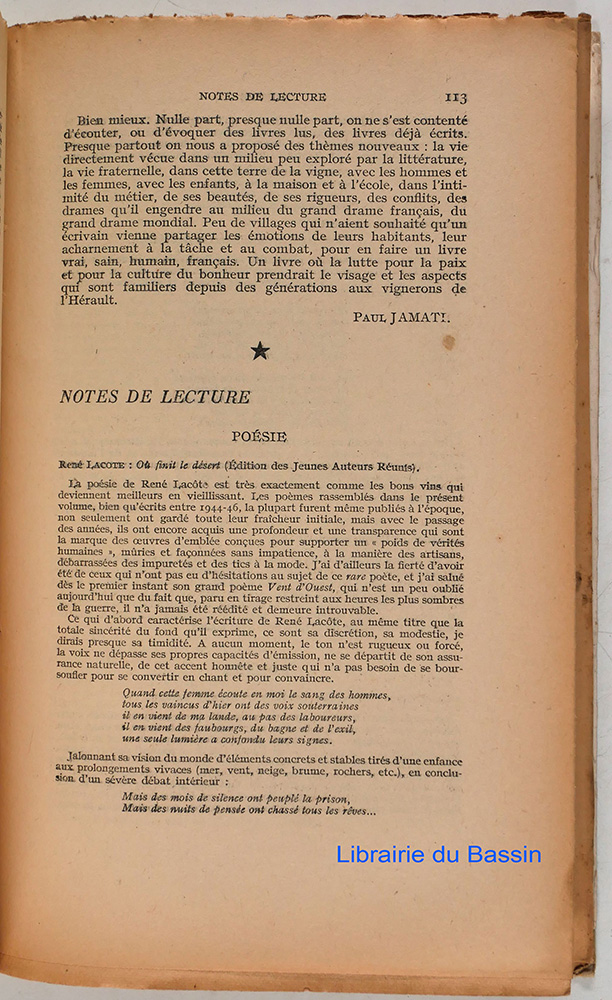 NOTES DE LECTURE 113
Bien mieux. Nulle part, presque nulle part, on ne s'est contenté
d'écouter, ou d'évoquer des livres lus, des livres déjà écrits.
Presque partout on nous a proposé des thèmes nouveaux : la vie
directement vécue dans un milieu peu exploré par la littérature,
la vie fraternelle, dans cette terre de la vigne, avec les hommes et
les femmes, avec les enfants, à la maison et à l'école, dans l'inti-
mité du métier, de ses beautés, de ses rigueurs, des conflits, des
drames qu'il engendre au milieu du grand drame français, du
grand drame mondial. Peu de villages qui n'aient souhaité qu'un
écrivain vienne partager les émotions de leurs habitants, leur
acharnement à la tâche et au combat, pour en faire un livre
vrai, sain, humain, français. Un livre où la lutte pour la paix
et pour la culture du bonheur prendrait le visage et les aspects
qui sont familiers depuis des générations aux vignerons de
l'Hérault.
PAUL JAMATI.
★
NOTES DE LECTURE
POÉSIE
René LACOTE : Où finit le désert (Édition des Jeunes Auteurs Réunis).
La poésie de René Lacôte est très exactement comme les bons vins qui
deviennent meilleurs en vieillissant. Les poèmes rassemblés dans le présent
volume, bien qu'écrits entre 1944-46, la plupart furent même publiés à l'époque,
non seulement ont gardé toute leur fraîcheur initiale, mais avec le passage
des années, ils ont encore acquis une profondeur et une transparence qui sont
la marque des œuvres d'emblée conçues pour supporter un « poids de vérités
humaines », mûries et façonnées sans impatience, à la manière des artisans,
débarrassées des impuretés et des tics à la mode. J'ai d'ailleurs la fierté d'avoir
été de ceux qui n'ont pas eu d'hésitations au sujet de ce rare poète, et j'ai salué
dès le premier instant son grand poème Vent d'Ouest, qui n'est un peu oublié
aujourd'hui que du fait que, paru en tirage restreint aux heures les plus sombres
de la guerre, il n'a jamais été réédité et demeure introuvable.
Ce qui d'abord caractérise l'écriture de René Lacôte, au même titre que la
totale sincérité du fond qu'il exprime, ce sont sa discrétion, sa modestie, je
dirais presque sa timidité. A aucun moment, le ton n'est rugueux ou forcé,
la voix ne dépasse ses propres capacités d'émission, ne se départit de son assu-
rance naturelle, de cet accent honnête et juste qui n'a pas besoin de se bour-
soufler pour se convertir en chant et pour convaincre.
Quand cette femme écoute en moi le sang des hommes,
tous les vaincus d'hier ont des voix souterraines
il en vient de ma lande, au pas des laboureurs,
il en vient des faubourgs, du bagne et de l'exil,
une seule lumière a confondu leurs signes.
Jalonnant sa vision du monde d'éléments concrets et stables tirés d'une enfance
aux prolongements vivaces (mer, vent, neige, brume, rochers, etc.), en conclu-
sion d'un sévère débat intérieur :
Mais des mois de silence ont peuplé la prison,
Mais des nuits de pensée ont chassé tous les rêves...
Librairie du Bassin